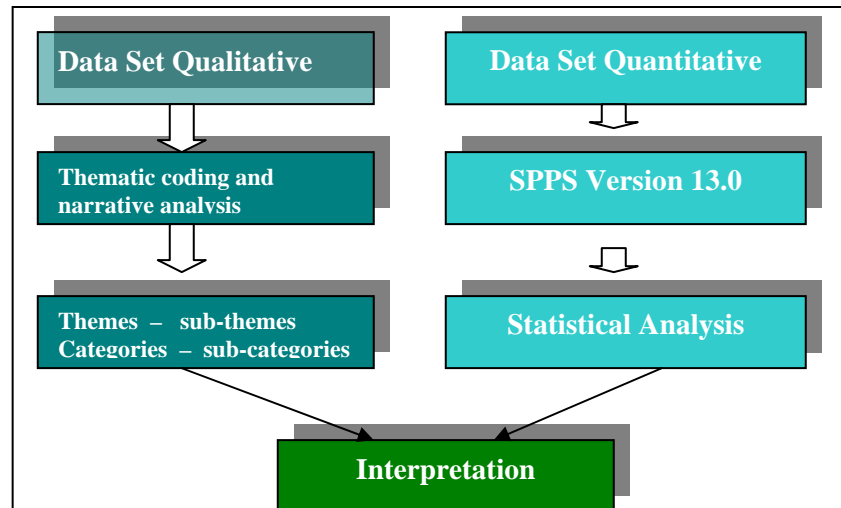 Data Set Qualitative
Data Set Quantitative
Thematic coding and
narrative analysis
SPPS Version 13.0
Themes – sub-themes
Categories – sub-categories
Statistical Analysis
Interpretation